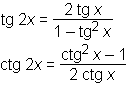 tg 2x = 2 tg x / 1 – tg² x
ctg 2x = ctg² x – 1 / 2 ctg x